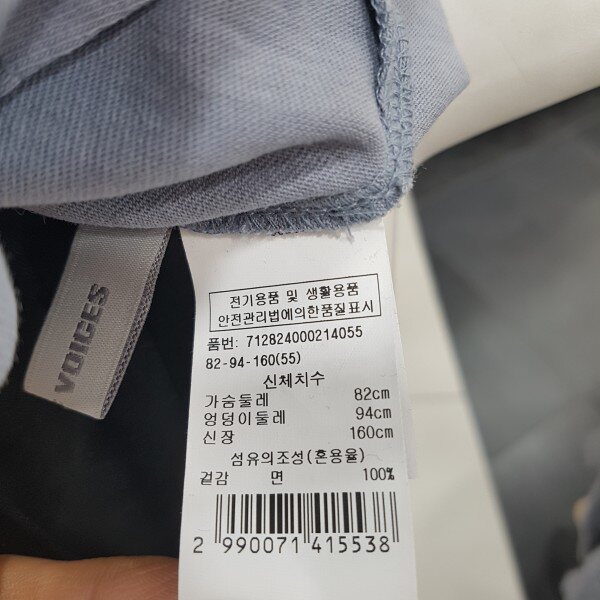 VOICES
전기용품 및 생활용품
안전관리법에의한품질표시
품번: 712824000214055
82-94-160(55)
신체치수
가슴둘레 82cm
엉덩이둘레 94cm
신장 160cm
섬유의조성(혼용율)
겉감 면 100%
2 990071 415538